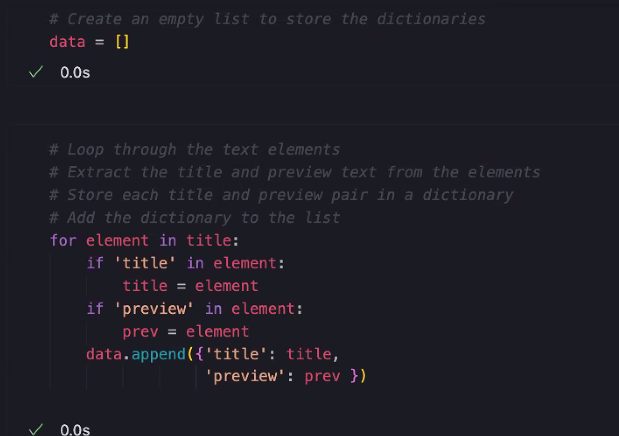 # Create an empty list to store the dictionaries
data = []
✓ 0.0s
# Loop through the text elements
# Extract the title and preview text from the elements
# Store each title and preview pair in a dictionary
# Add the dictionary to the list
for element in title:
    if 'title' in element:
        title = element
    if 'preview' in element:
        prev = element
    data.append({'title': title,
                 'preview': prev })
✓ 0.0s